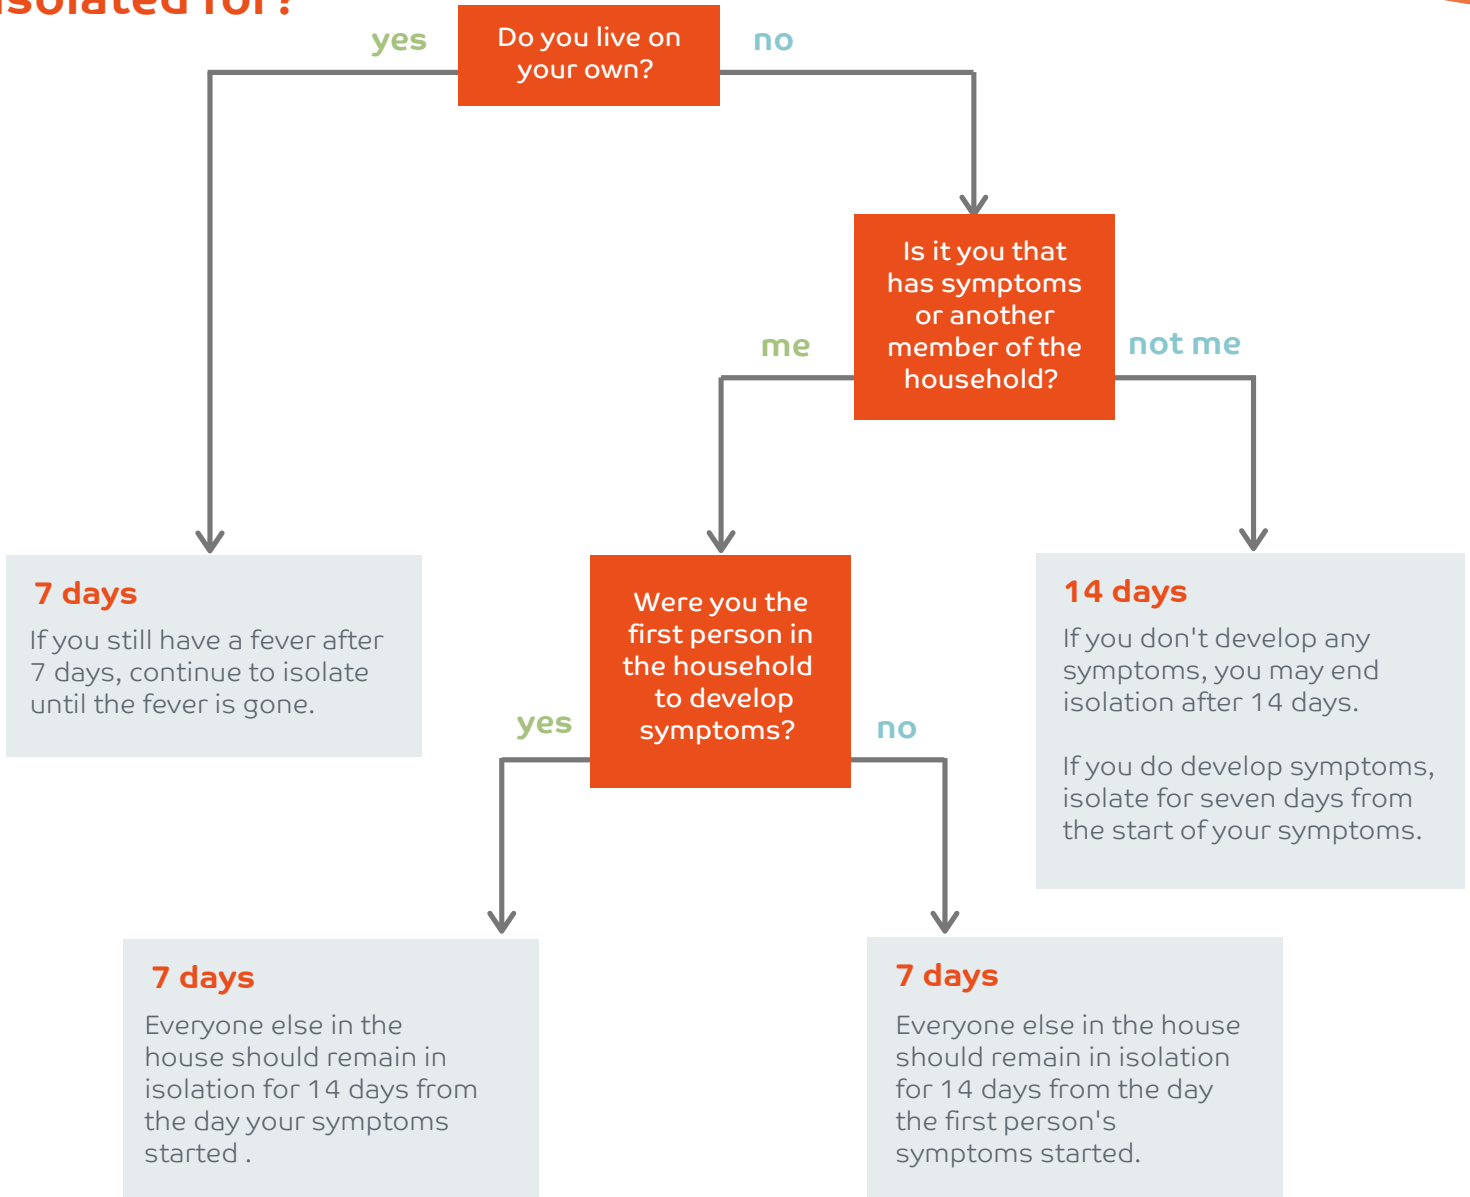 isolated for?
yes
Do you live on
your own?
no
Is it you that
has symptoms
or another
member of the
household?
me
not me
7 days
If you still have a fever after
7 days, continue to isolate
until the fever is gone.
Were you the
first person in
the household
to develop
symptoms?
yes
no
14 days
If you don't develop any
symptoms, you may end
isolation after 14 days.
If you do develop symptoms,
isolate for seven days from
the start of your symptoms.
7 days
Everyone else in the
house should remain in
isolation for 14 days from
the day your symptoms
started .
7 days
Everyone else in the house
should remain in isolation
for 14 days from the day
the first person's
symptoms started.